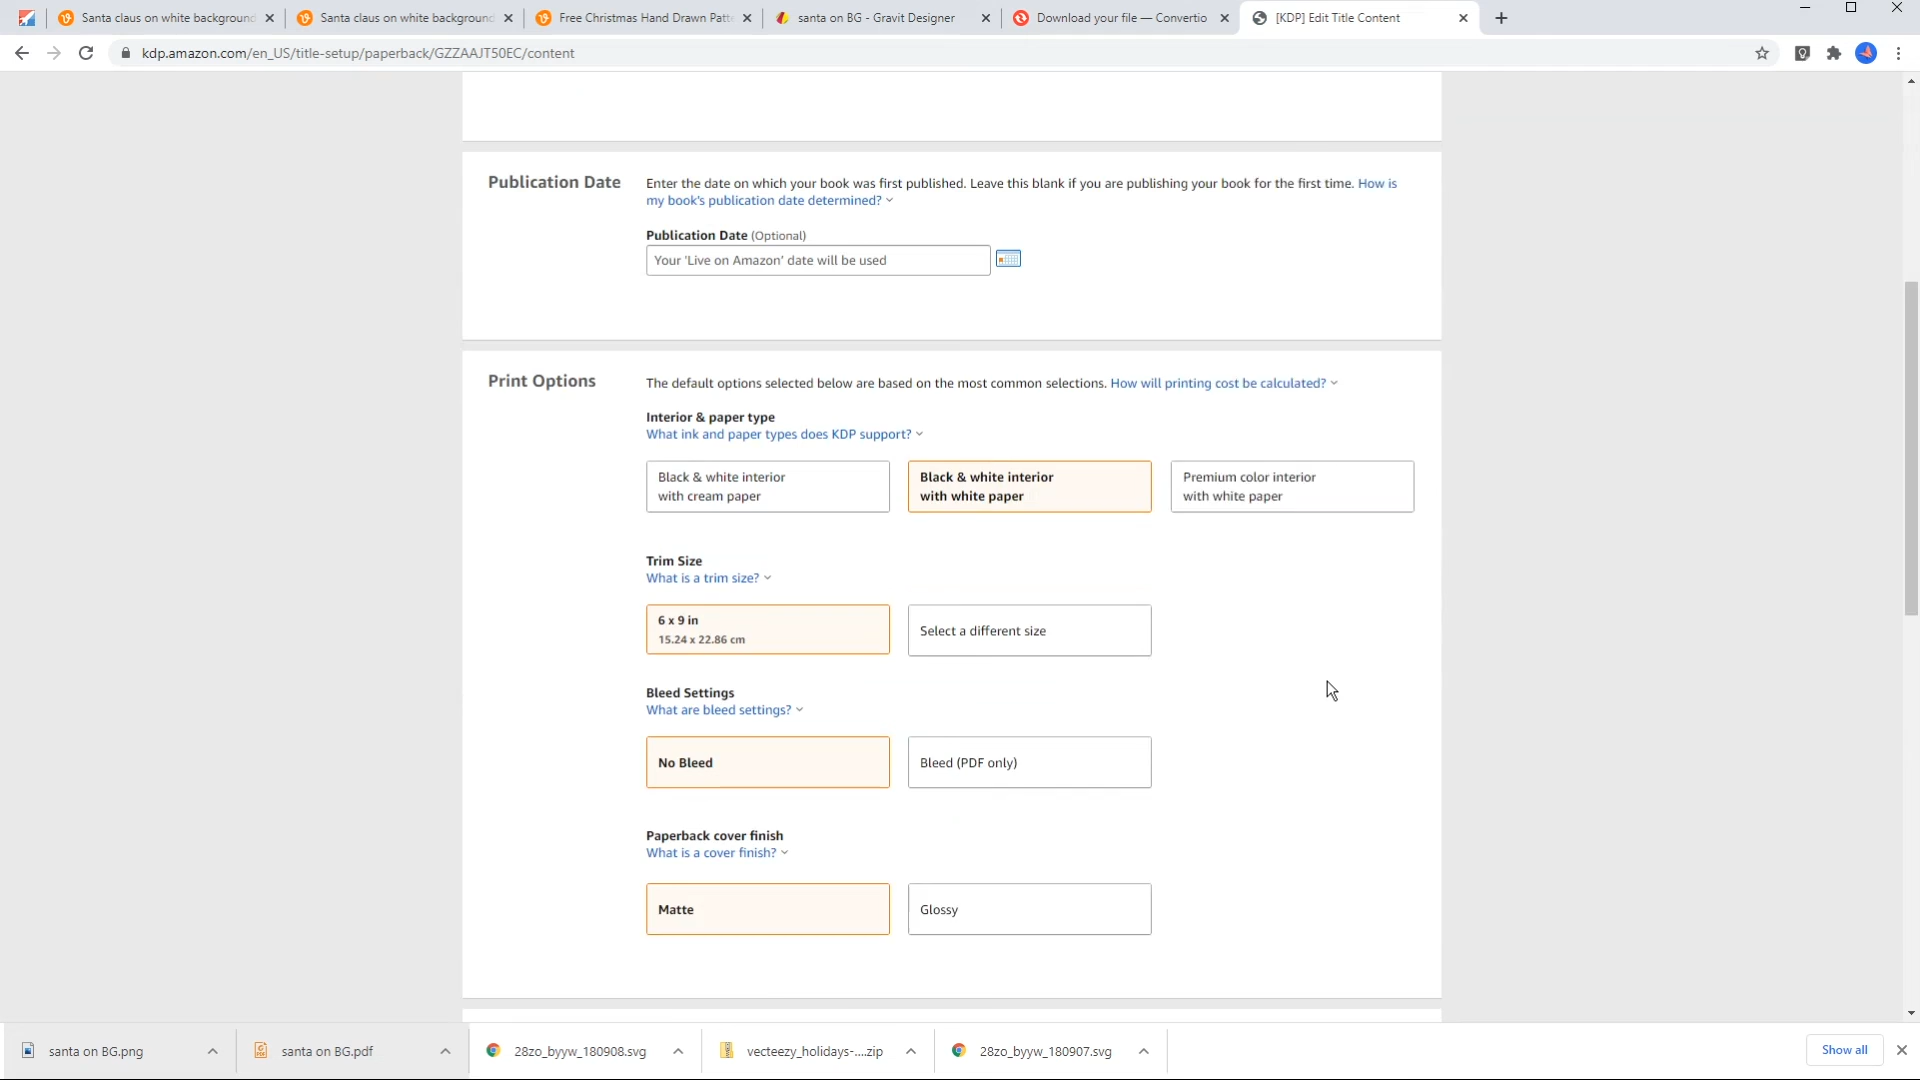 Santa claus on white background
Santa claus on white background
Free Christmas Hand Drawn Patte
santa on BG - Gravit Designer
Download your file — Convertio
[KDP] Edit Title Content
kdp.amazon.com/en_US/title-setup/paperback/GZZAAJT50EC/content
Publication Date
Enter the date on which your book was first published. Leave this blank if you are publishing your book for the first time. How is
my book's publication date determined?
Publication Date (Optional)
Your 'Live on Amazon' date will be used
Print Options
The default options selected below are based on the most common selections. How will printing cost be calculated?
Interior & paper type
What ink and paper types does KDP support?
Black & white interior
with cream paper
Black & white interior
with white paper
Premium color interior
with white paper
Trim Size
What is a trim size?
6 x 9 in
15.24 x 22.86 cm
Select a different size
Bleed Settings
What are bleed settings?
No Bleed
Bleed (PDF only)
Paperback cover finish
What is a cover finish?
Matte
Glossy
santa on BG.png
santa on BG.pdf
28zo_byyw_180908.svg
vecteezy_holidays-....zip
28zo_byyw_180907.svg
Show all